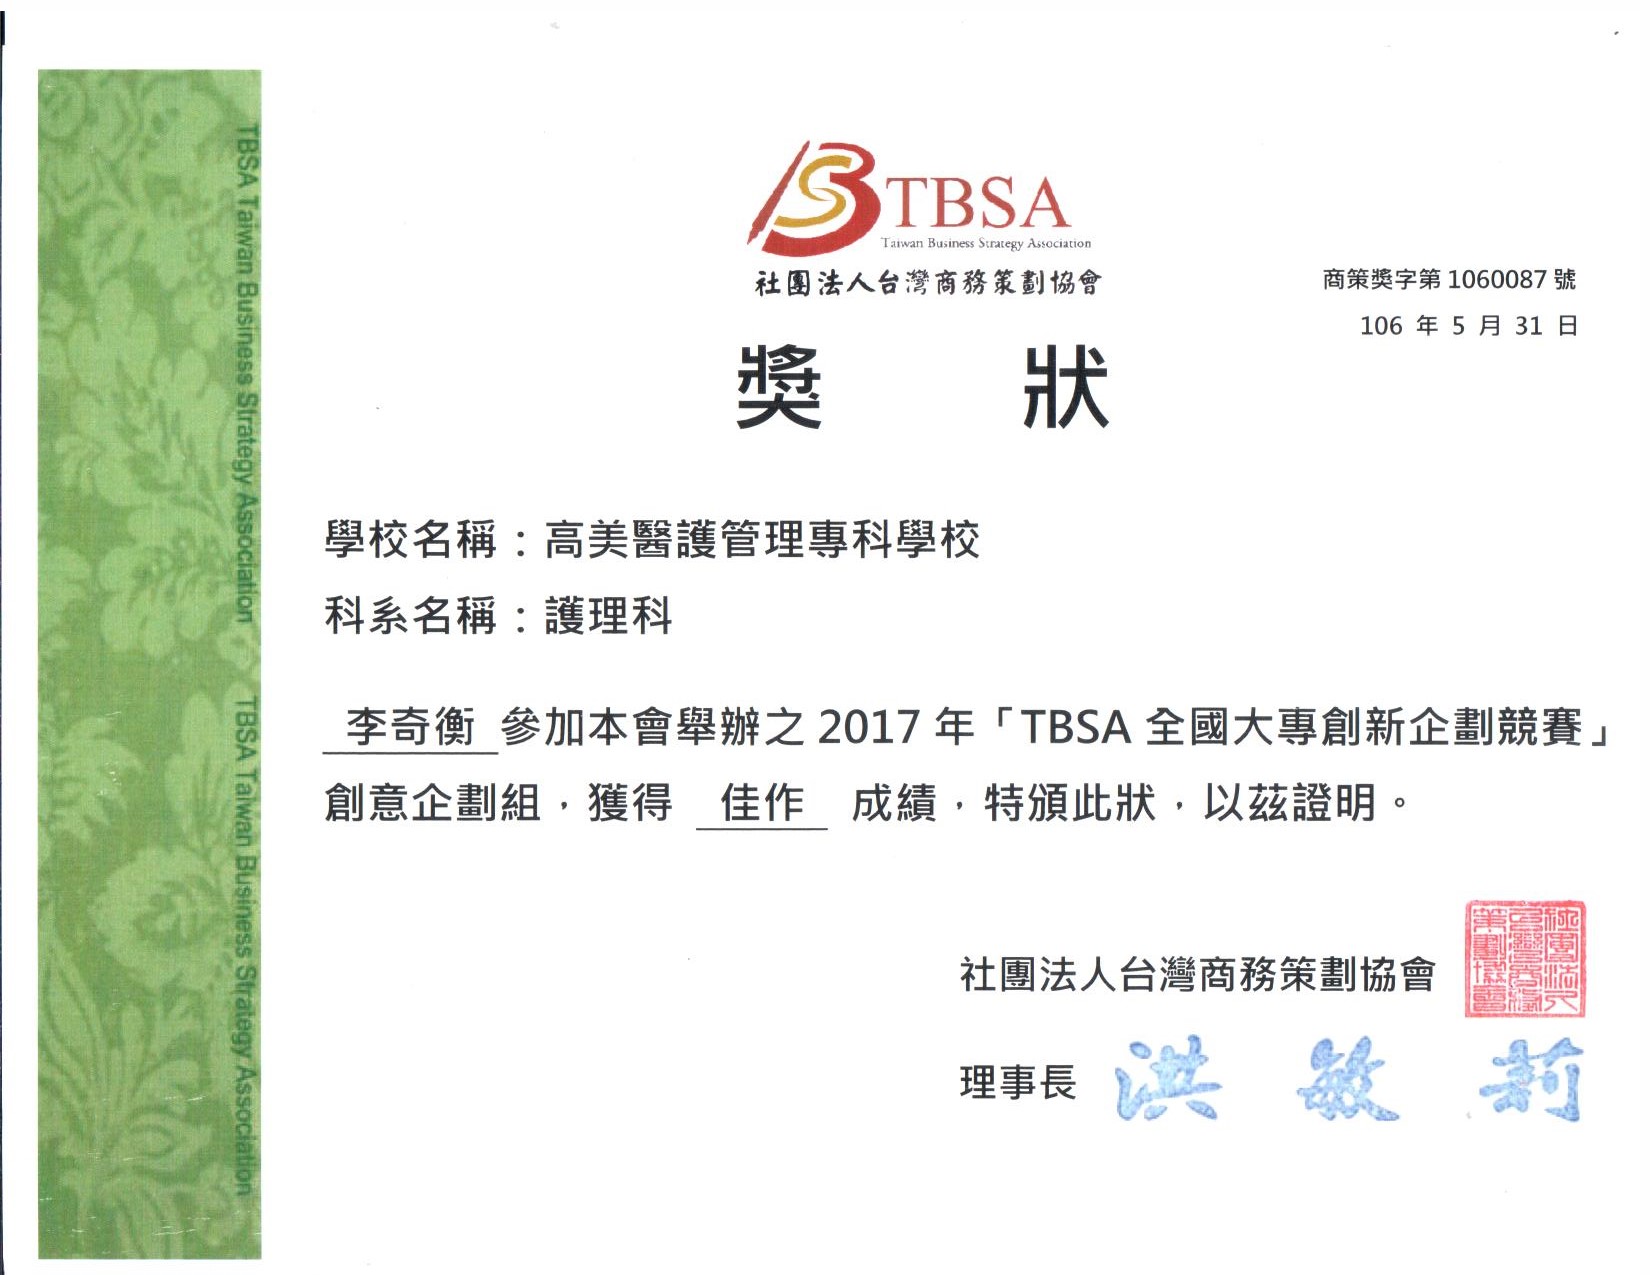 TBSA
Taiwan Business Strategy Association
社團法人台灣商務策劃協會
商策獎字第1060087號
106 年 5 月 31 日
獎 狀
學校名稱：高美醫護管理專科學校
科系名稱：護理科
李奇衡 參加本會舉辦之 2017 年「TBSA 全國大專創新企劃競賽」
創意企劃組，獲得 佳作 成績，特頒此狀，以茲證明。
社團法人台灣商務策劃協會
社團法人台灣商務策劃協會
理事長 洪敏莉
TBSA Taiwan Business Strategy Association
TBSA Taiwan Business Strategy Association